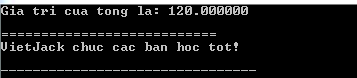 Gia tri cua tong la: 120.000000
===========================
VietJack chuc cac ban hoc tot!
--------------------------------